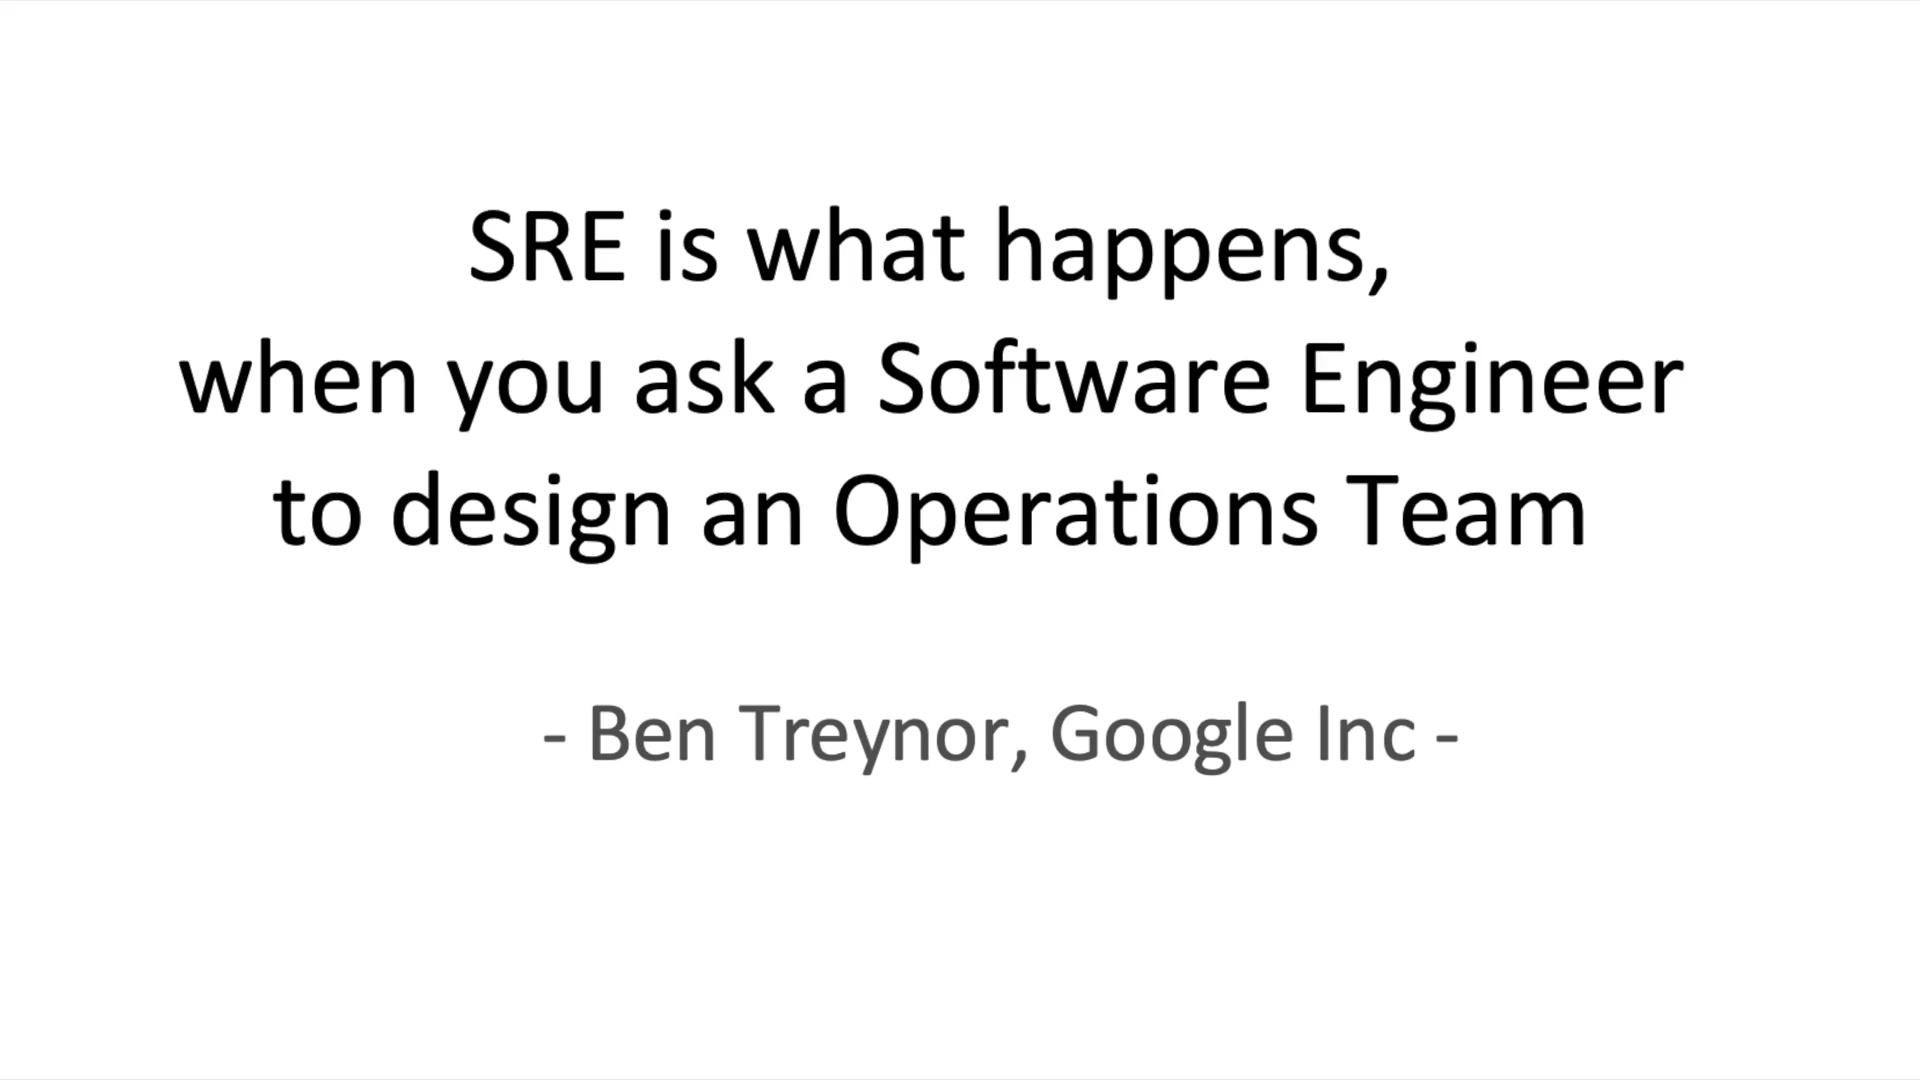 SRE is what happens,
when you ask a Software Engineer
to design an Operations Team
- Ben Treynor, Google Inc -